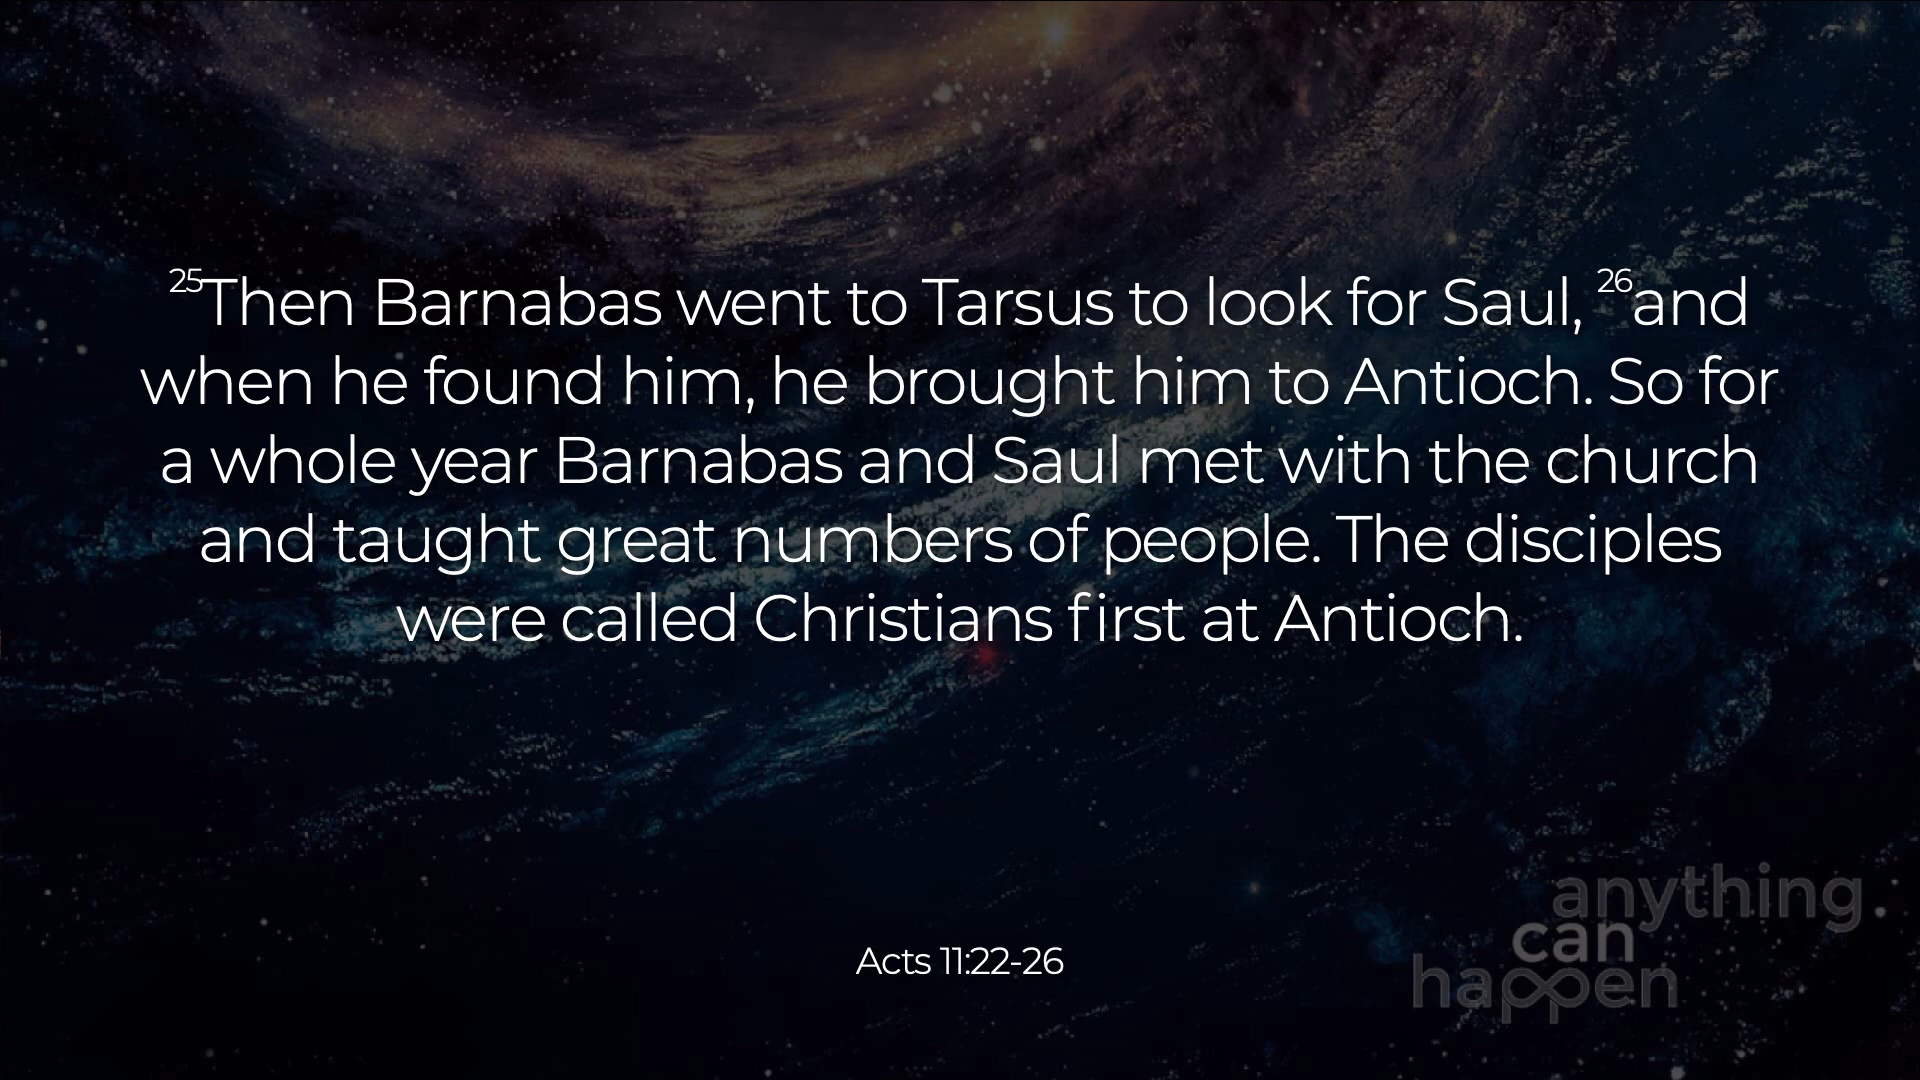 25Then Barnabas went to Tarsus to look for Saul, 26and
when he found him, he brought him to Antioch. So for
a whole year Barnabas and Saul met with the church
and taught great numbers of people. The disciples
were called Christians first at Antioch.
Acts 11:22-26
anything
can
happen